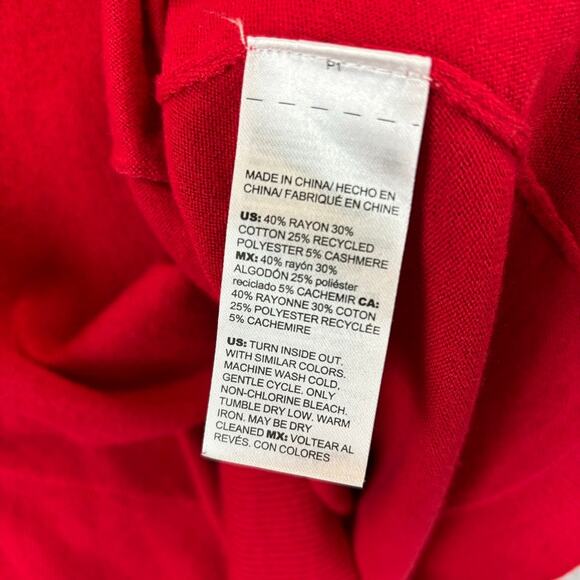 P1
MADE IN CHINA/ HECHO EN
CHINA/ FABRIQUÉ EN CHINE
US: 40% RAYON 30%
COTTON 25% RECYCLED
POLYESTER 5% CASHMERE
MX: 40% rayón 30%
ALGODÓN 25% poliéster
reciclado 5% CACHEMIR CA:
40% RAYONNE 30% COTON
25% POLYESTER RECYCLÉE
5% CACHEMIRE
US: TURN INSIDE OUT.
WITH SIMILAR COLORS.
MACHINE WASH COLD.
GENTLE CYCLE. ONLY
NON-CHLORINE BLEACH.
TUMBLE DRY LOW. WARM
IRON. MAY BE DRY
CLEANED MX: VOLTEAR AL
REVÉS. CON COLORES